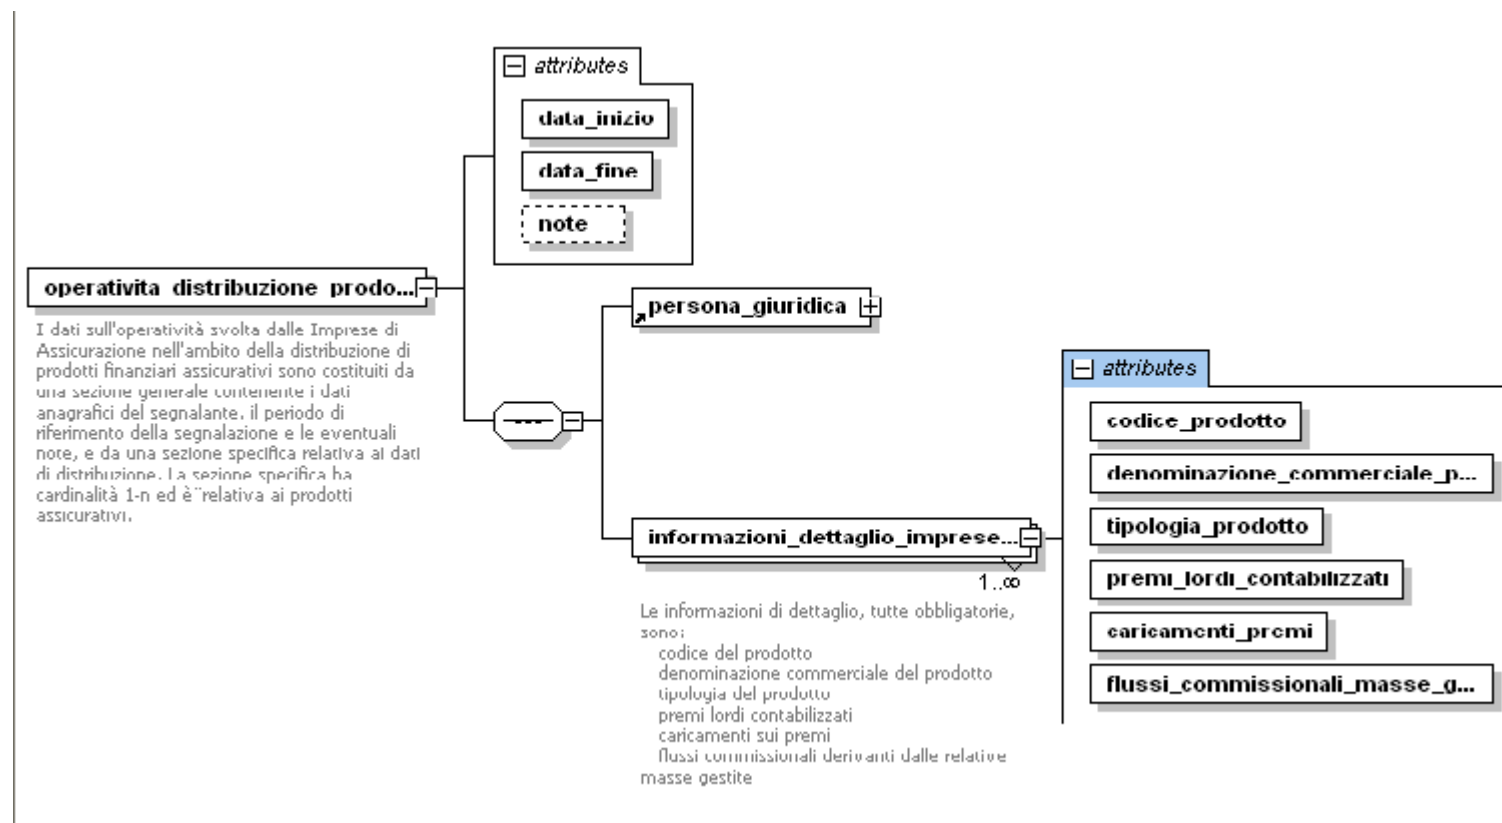 attributes
data_inizio
data_fine
note
operativita_distribuzione_prodo...
I dati sull'operatività svolta dalle Imprese di
Assicurazione nell'ambito della distribuzione di
prodotti finanziari assicurativi sono costituiti da
una sezione generale contenente i dati
anagrafici del segnalante, il periodo di
riferimento della segnalazione e le eventuali
note, e da una sezione specifica relativa ai dati
di distribuzione. La sezione specifica ha
cardinalità 1-n ed è¨relativa ai prodotti
assicurativi.
persona_giuridica
informazioni_dettaglio_imprese...
1..∞
Le informazioni di dettaglio, tutte obbligatorie,
sono:
codice del prodotto
denominazione commerciale del prodotto
tipologia del prodotto
premi lordi contabilizzati
caricamenti sui premi
flussi commissionali derivanti dalle relative
masse gestite
attributes
codice_prodotto
denominazione_commerciale_p...
tipologia_prodotto
premi_lordi_contabilizzati
caricamenti_premi
flussi_commissionali_masse_g...